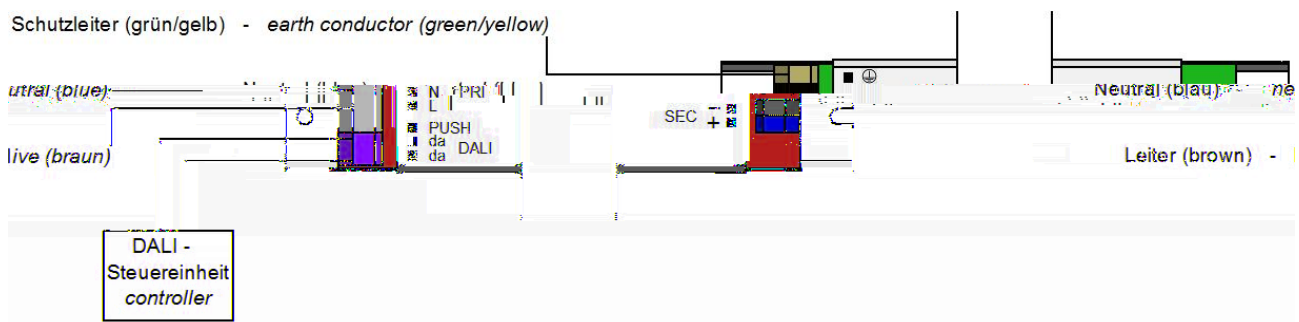 Schutzleiter (grün/gelb) - earth conductor (green/yellow)
utral (blue)
N PRI
L
PUSH
da
da DALI
SEC
-
+
Neutral (blau) - ne
live (braun)
Leiter (brown) -
DALI -
Steuereinheit
controller